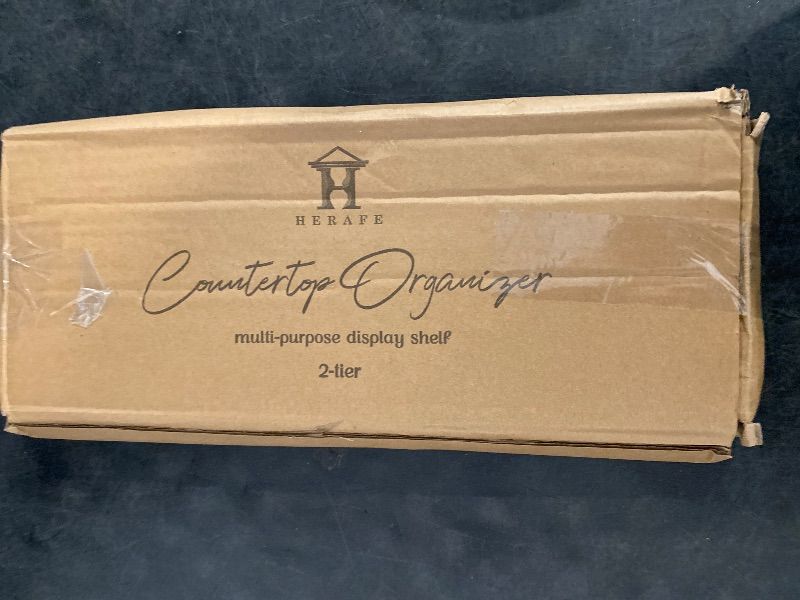 HERAFE
Countertop Organizer
multi-purpose display shelf
2-tier